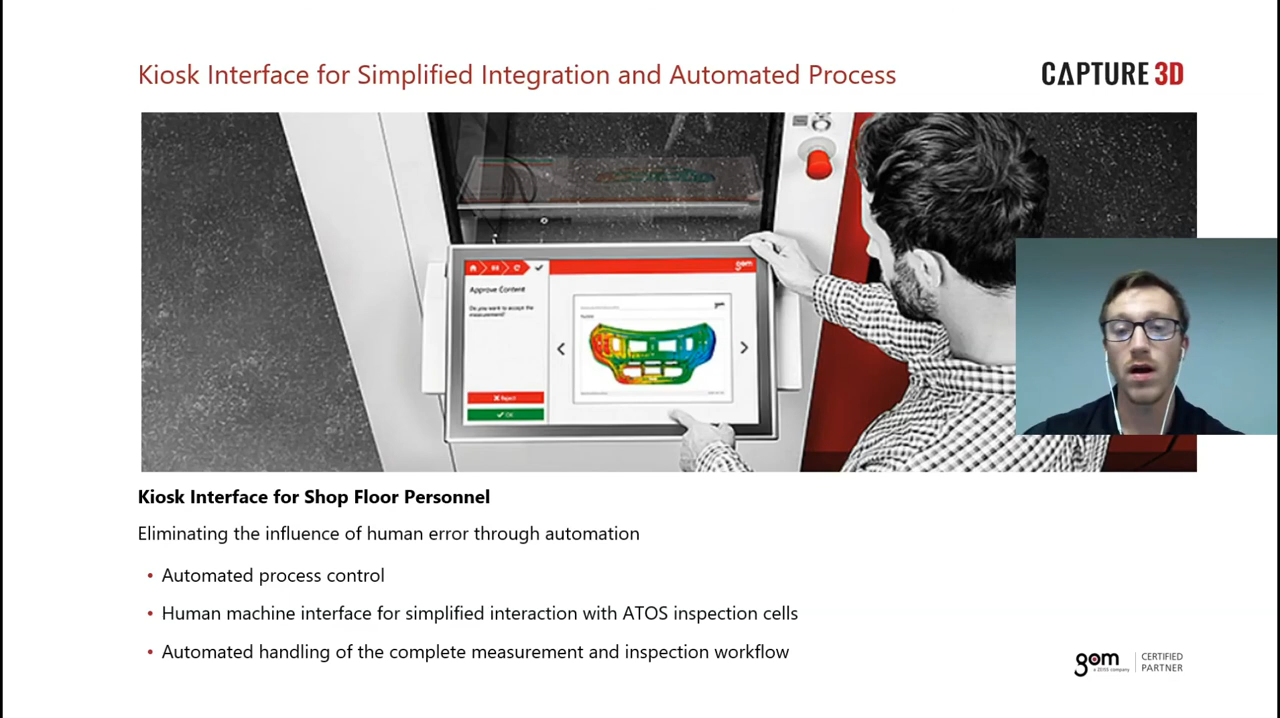 Kiosk Interface for Simplified Integration and Automated Process
CAPTURE 3D
gom
Approve Content
Do you want to accept the
measurement?
Reject
OK
Kiosk Interface for Shop Floor Personnel
Eliminating the influence of human error through automation
• Automated process control
• Human machine interface for simplified interaction with ATOS inspection cells
• Automated handling of the complete measurement and inspection workflow
gom
a ZEISS company
CERTIFIED
PARTNER